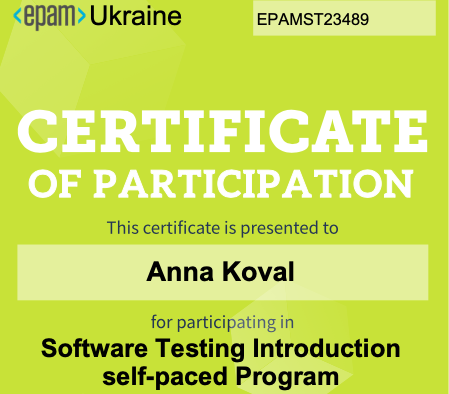 <epam> Ukraine
EPAMST23489
CERTIFICATE
OF PARTICIPATION
This certificate is presented to
Anna Koval
for participating in
Software Testing Introduction
self-paced Program